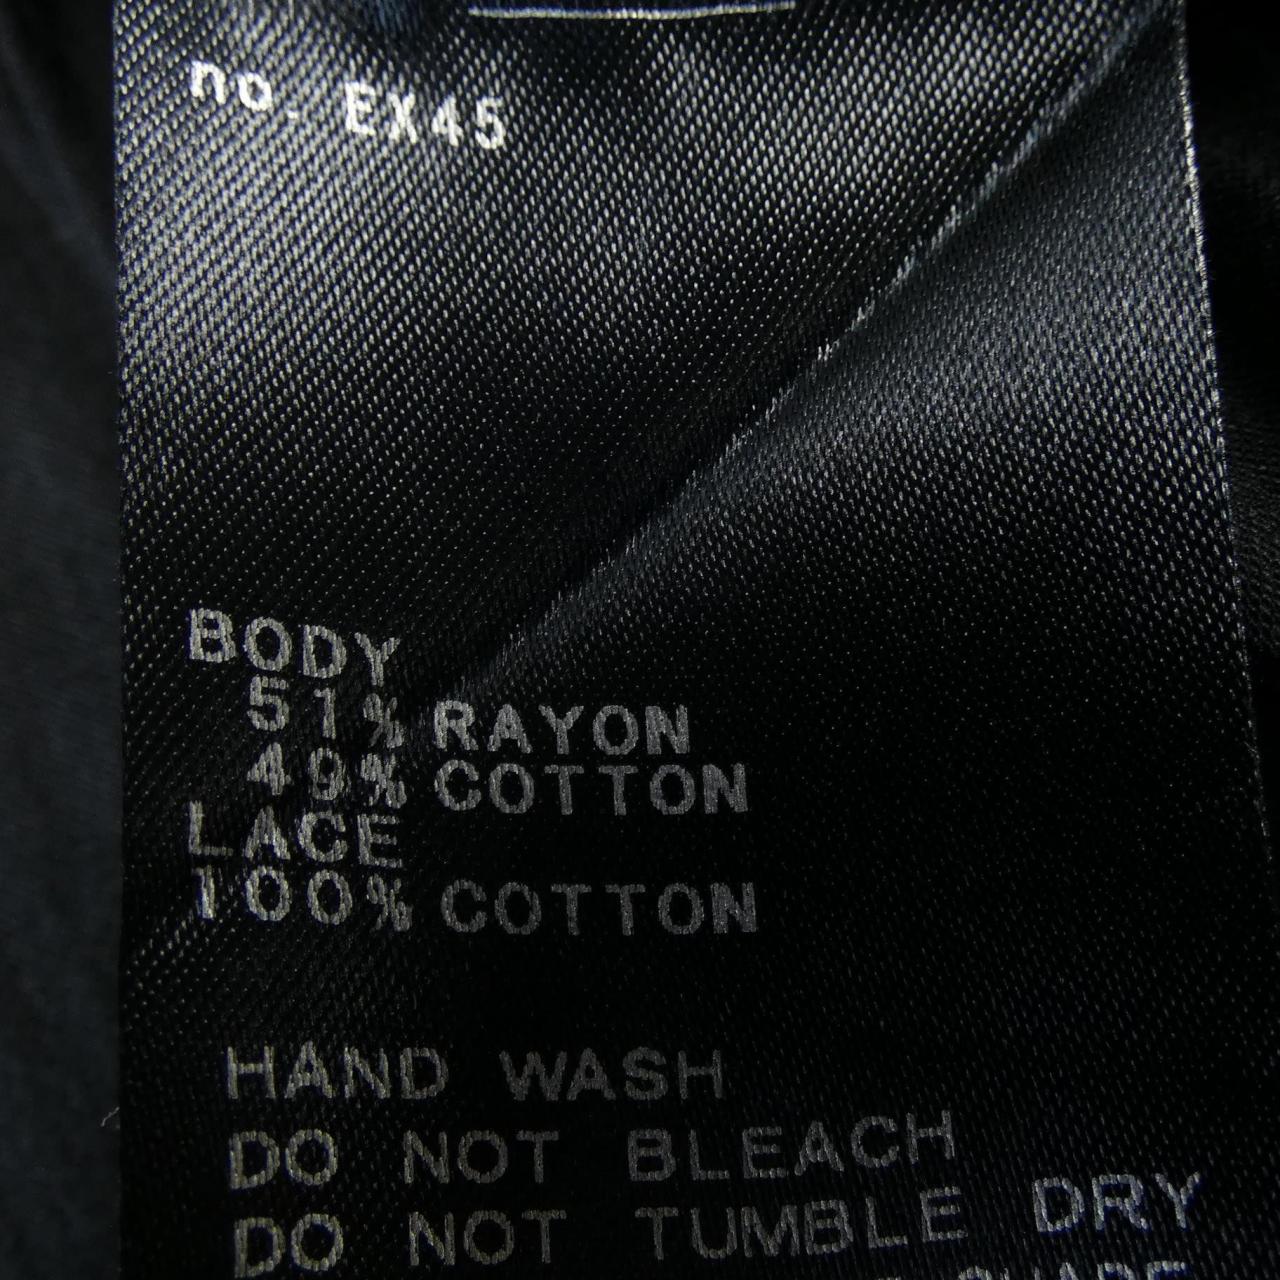 no. EX45
BODY
51% RAYON
49% COTTON
LACE
100% COTTON
HAND WASH
DO NOT BLEACH
DO NOT TUMBLE DRY
SHADE